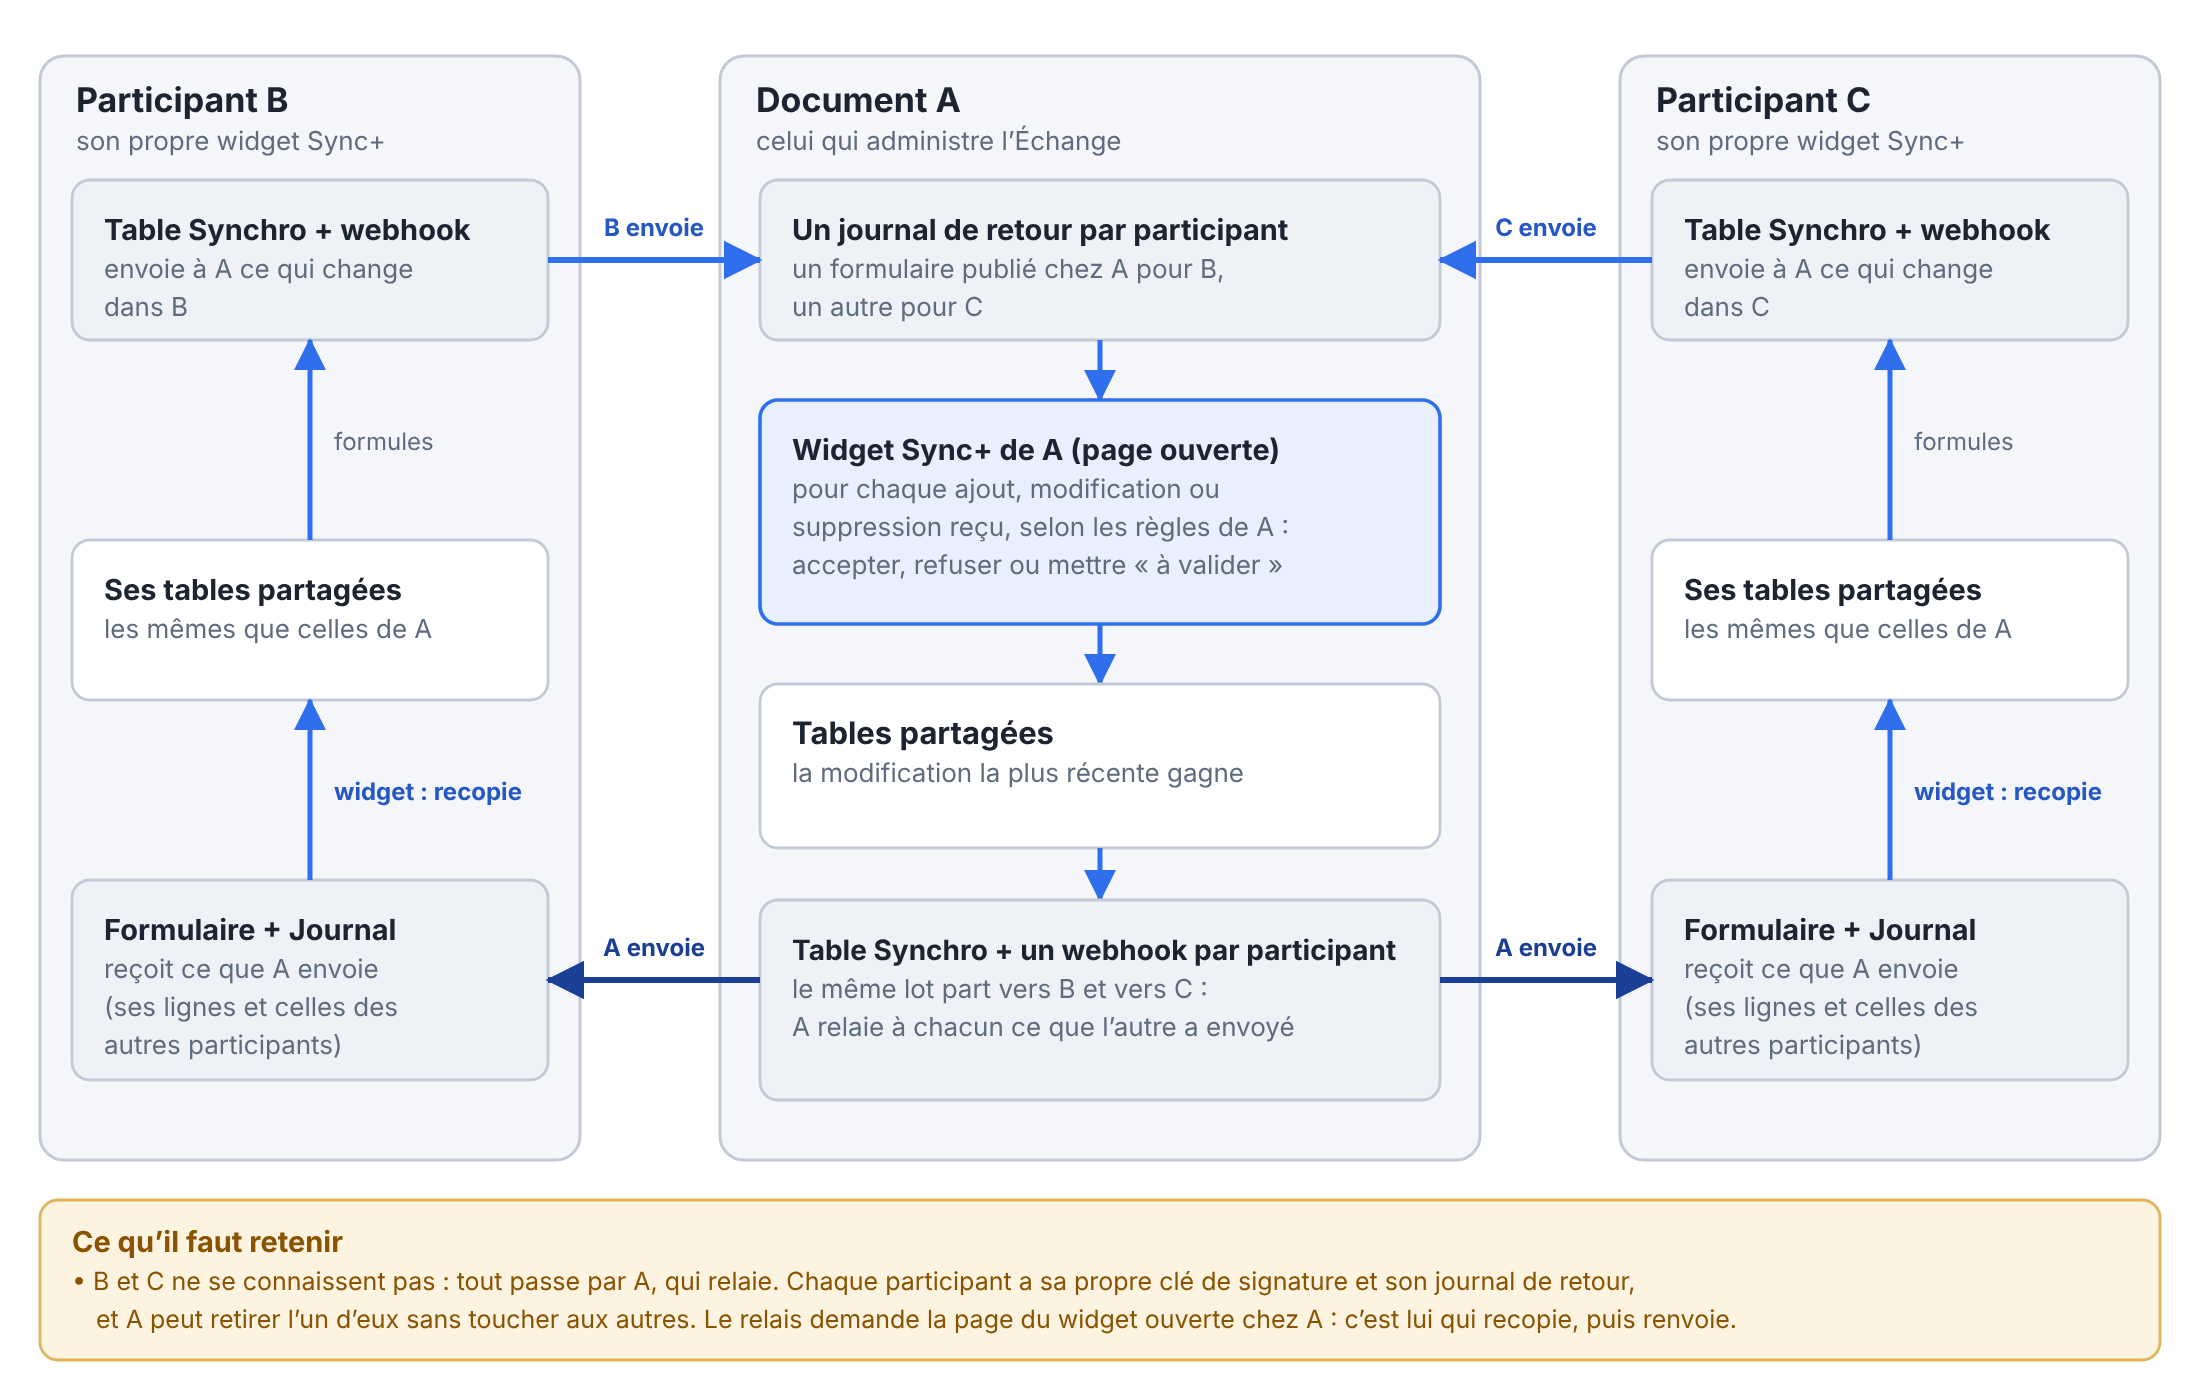 Participant B
son propre widget Sync+
Table Synchro + webhook
envoie à A ce qui change
dans B
formules
Ses tables partagées
les mêmes que celles de A
widget : recopie
Formulaire + Journal
reçoit ce que A envoie
(ses lignes et celles des
autres participants)
B envoie
A envoie
Document A
celui qui administre l’Échange
Un journal de retour par participant
un formulaire publié chez A pour B,
un autre pour C
Widget Sync+ de A (page ouverte)
pour chaque ajout, modification ou
suppression reçu, selon les règles de A :
accepter, refuser ou mettre « à valider »
Tables partagées
la modification la plus récente gagne
Table Synchro + un webhook par participant
le même lot part vers B et vers C :
A relaie à chacun ce que l’autre a envoyé
C envoie
A envoie
Participant C
son propre widget Sync+
Table Synchro + webhook
envoie à A ce qui change
dans C
formules
Ses tables partagées
les mêmes que celles de A
widget : recopie
Formulaire + Journal
reçoit ce que A envoie
(ses lignes et celles des
autres participants)
Ce qu’il faut retenir
• B et C ne se connaissent pas : tout passe par A, qui relaie. Chaque participant a sa propre clé de signature et son journal de retour,
et A peut retirer l’un d’eux sans toucher aux autres. Le relais demande la page du widget ouverte chez A : c’est lui qui recopie, puis renvoie.